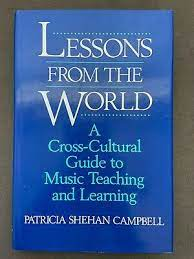 LESSONS
FROM THE
WORLD
A
Cross-Cultural
Guide to
Music Teaching
and Learning
PATRICIA SHEHAN CAMPBELL